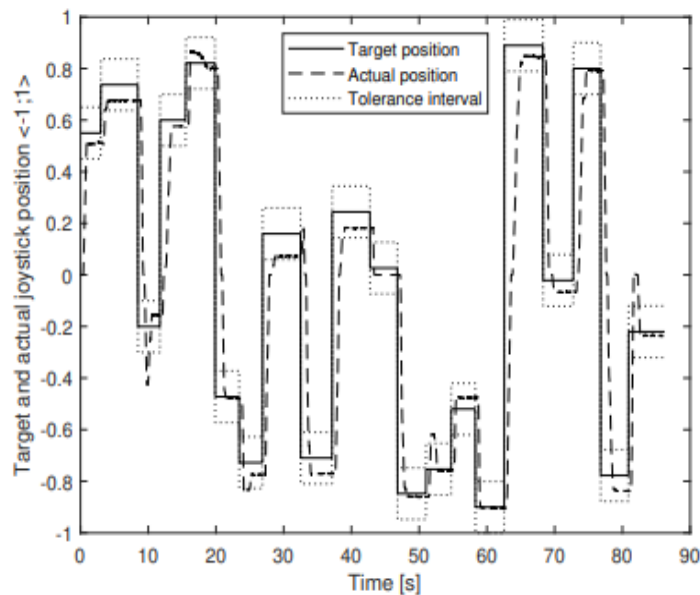 Target and actual joystick position <-1 ;1>
1
0.8
0.6
0.4
0.2
0
-0.2
-0.4
-0.6
-0.8
-1
Target position
Actual position
Tolerance interval
0 10 20 30 40 50 60 70 80 90
Time [s]